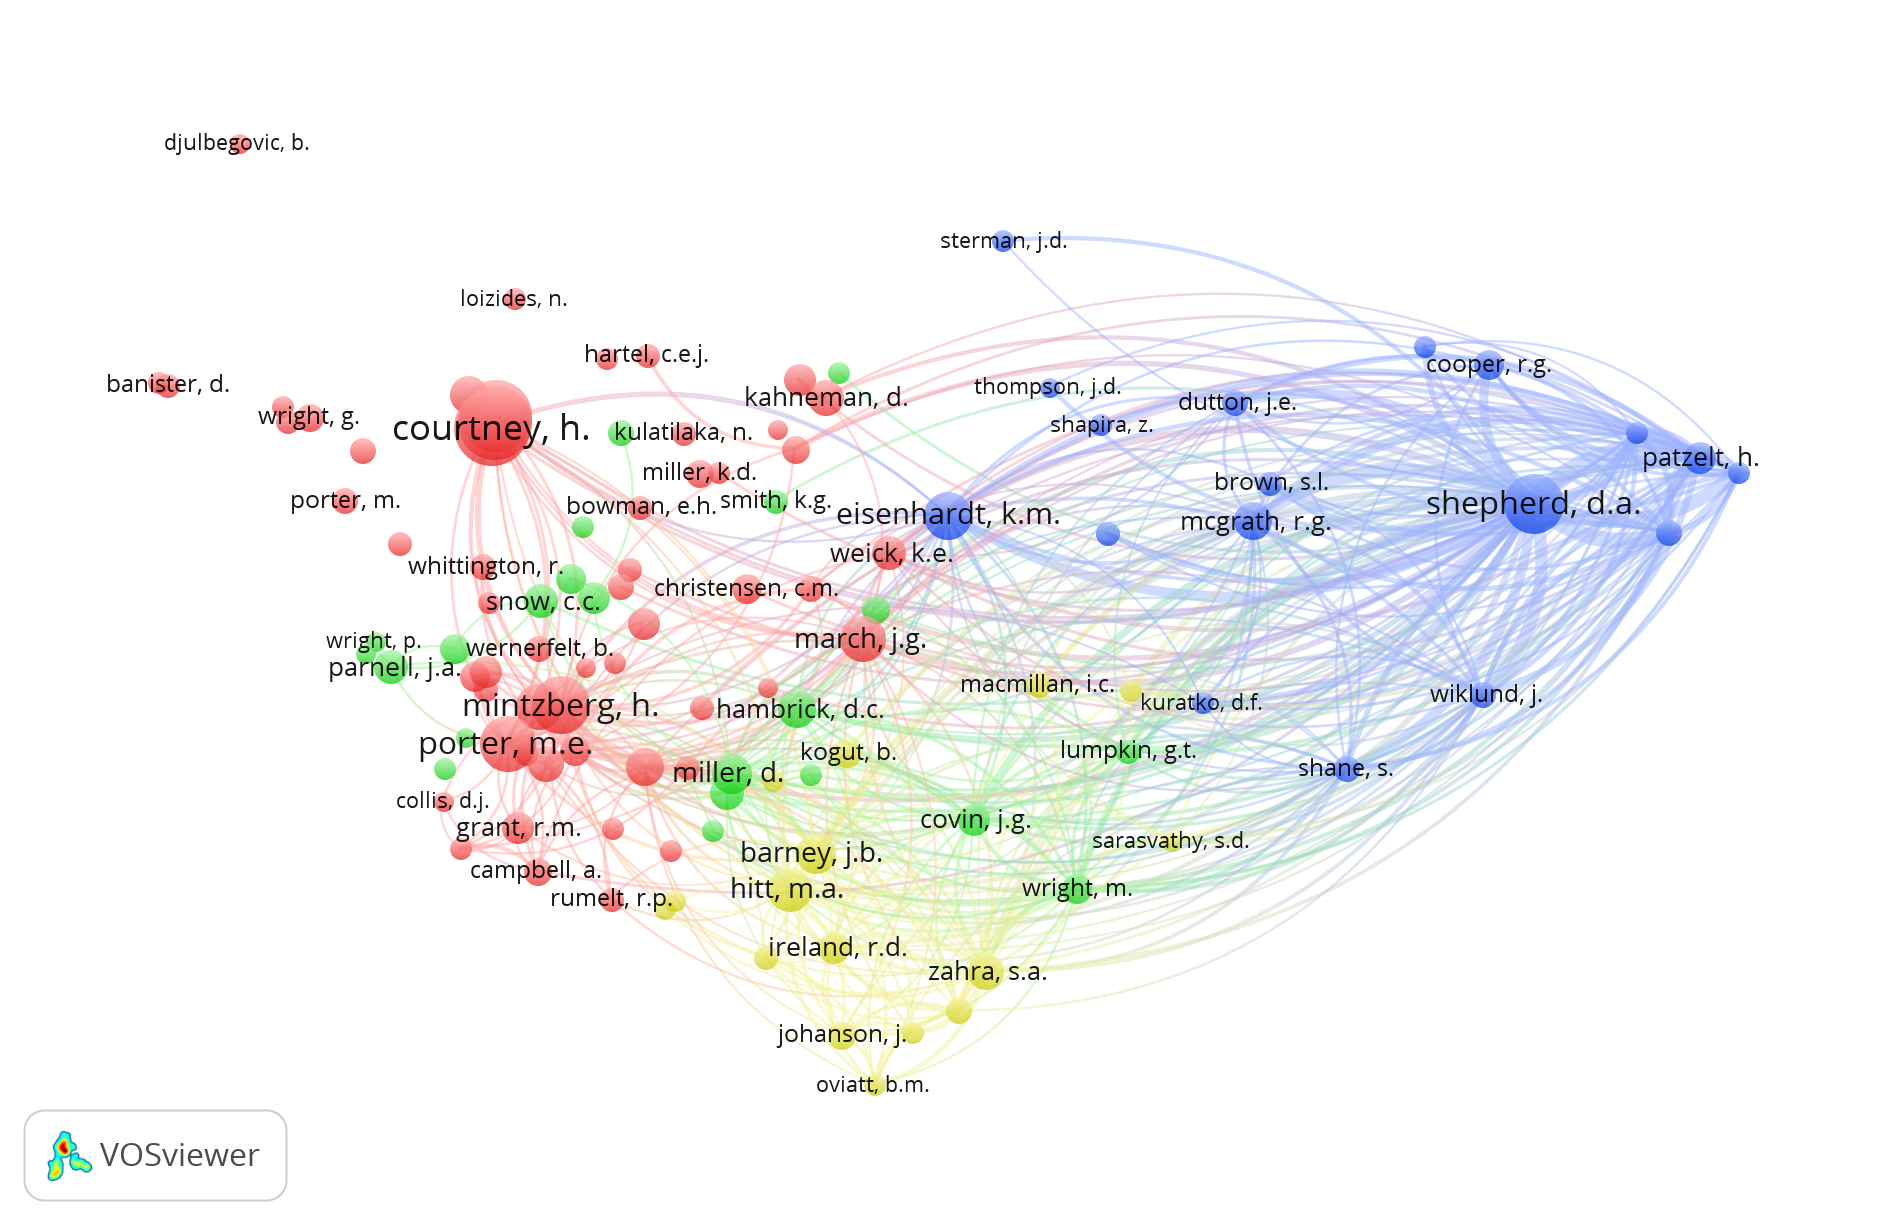 djulbegovic, b.
sterman, j.d.
loizides, n.
hartel, c.e.j.
cooper, r.g.
banister, d.
thompson, j.d.
kahneman, d.
dutton, j.e.
wright, g.
courtney, h.
kulatilaka, n.
shapira, z.
patzelt, h.
miller, k.d.
brown, s.l.
porter, m.
bowman, e.h.
smith, k.g.
shepherd, d.a.
eisenhardt, k.m.
mcgrath, r.g.
weick, k.e.
whittington, r.
christensen, c.m.
snow, c.c.
wright, p.
march, j.g.
wernerfelt, b.
parnell, j.a.
macmillan, i.c.
wiklund, j.
mintzberg, h.
hambrick, d.c.
kuratko, d.f.
porter, m.e.
kogut, b.
lumpkin, g.t.
shane, s.
miller, d.
collis, d.j.
grant, r.m.
covin, j.g.
sarasvathy, s.d.
barney, j.b.
campbell, a.
hitt, m.a.
wright, m.
rumelt, r.p.
ireland, r.d.
zahra, s.a.
johanson, j.
oviatt, b.m.
VOSviewer